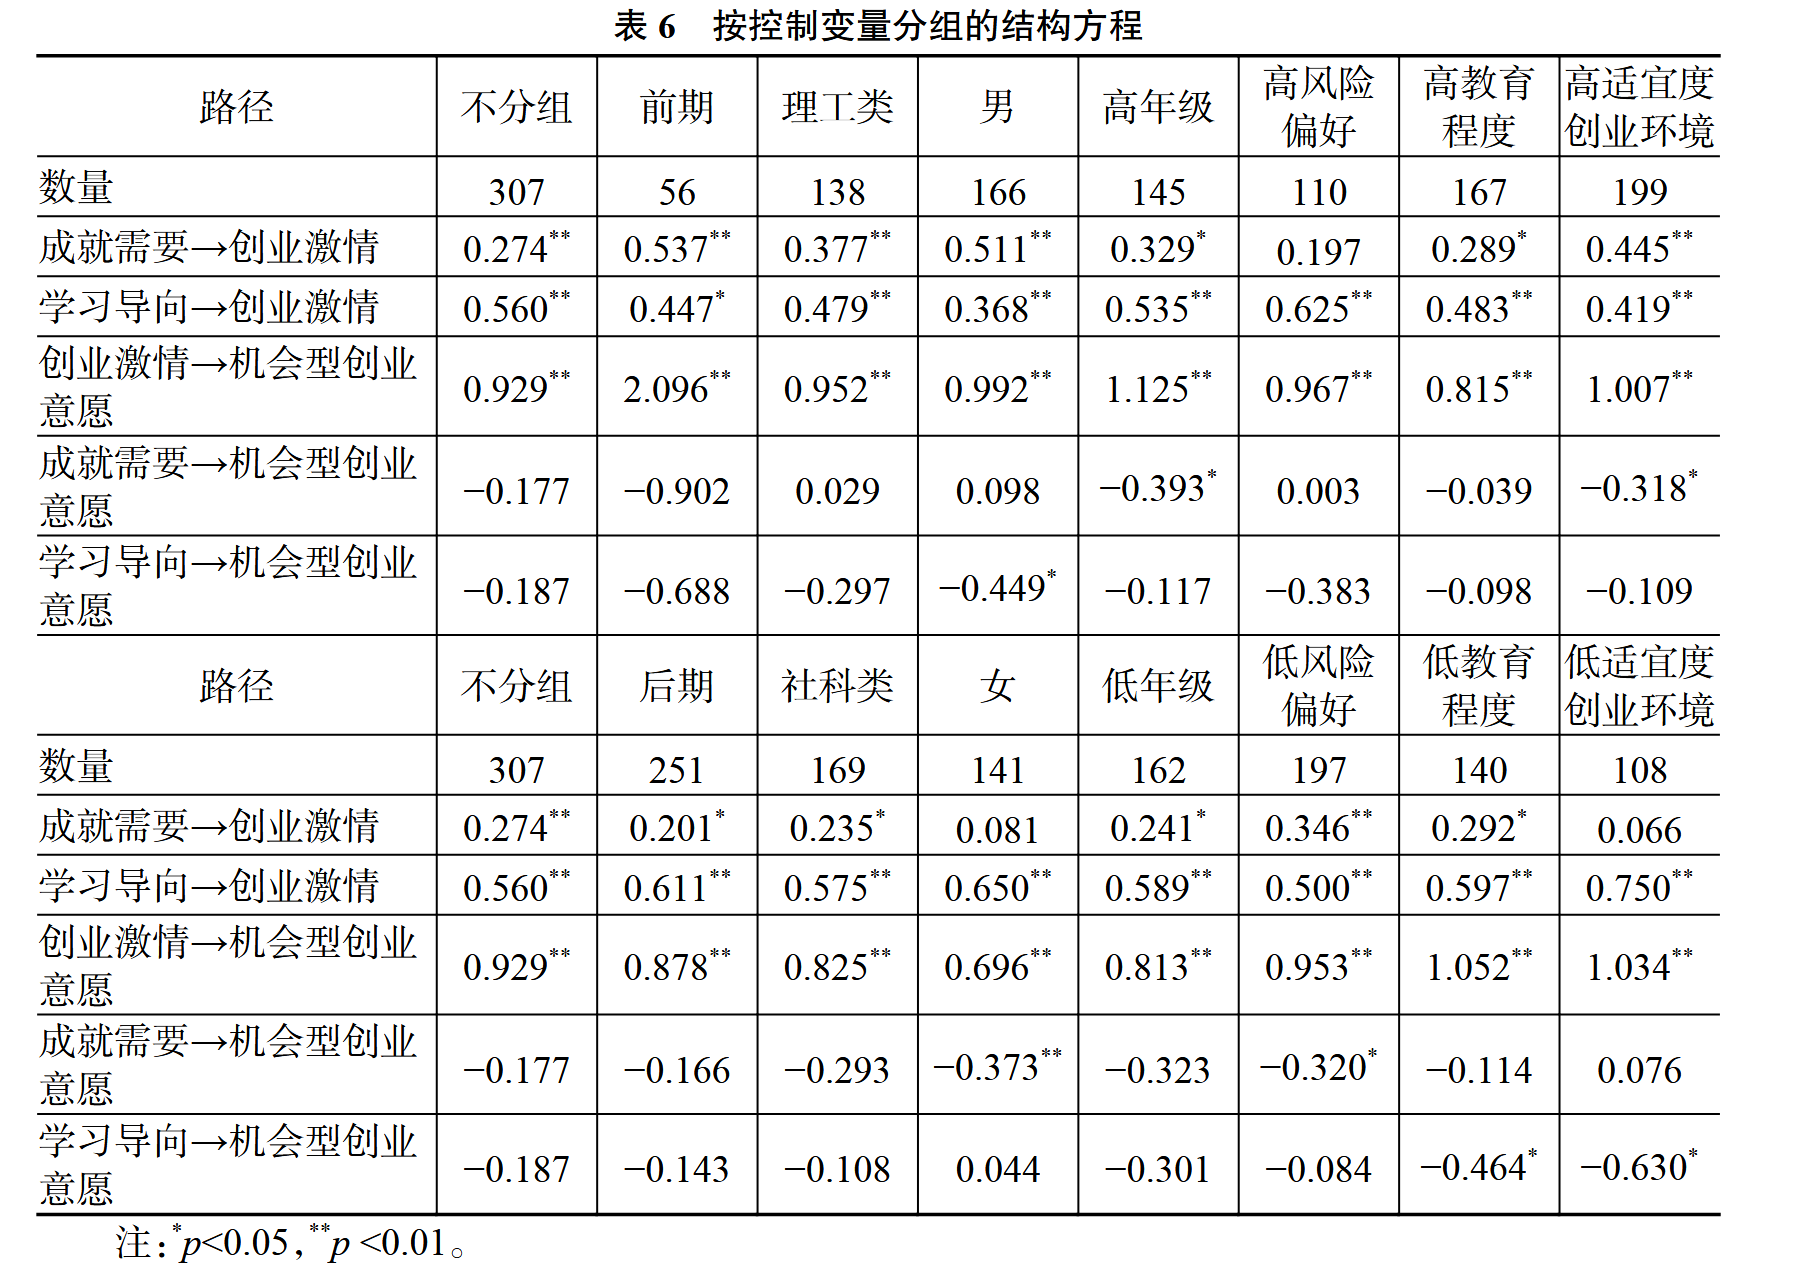 表 6 按控制变量分组的结构方程
路径 不分组 前期 理工类 男 高年级 高风险偏好 高教育程度 高适宜度创业环境
数量 307 56 138 166 145 110 167 199
成就需要→创业激情 0.274** 0.537** 0.377** 0.511** 0.329* 0.197 0.289* 0.445**
学习导向→创业激情 0.560** 0.447* 0.479** 0.368** 0.535** 0.625** 0.483** 0.419**
创业激情→机会型创业意愿 0.929** 2.096** 0.952** 0.992** 1.125** 0.967** 0.815** 1.007**
成就需要→机会型创业意愿 −0.177 −0.902 0.029 0.098 −0.393* 0.003 −0.039 −0.318*
学习导向→机会型创业意愿 −0.187 −0.688 −0.297 −0.449* −0.117 −0.383 −0.098 −0.109
路径 不分组 后期 社科类 女 低年级 低风险偏好 低教育程度 低适宜度创业环境
数量 307 251 169 141 162 197 140 108
成就需要→创业激情 0.274** 0.201* 0.235* 0.081 0.241* 0.346** 0.292* 0.066
学习导向→创业激情 0.560** 0.611** 0.575** 0.650** 0.589** 0.500** 0.597** 0.750**
创业激情→机会型创业意愿 0.929** 0.878** 0.825** 0.696** 0.813** 0.953** 1.052** 1.034**
成就需要→机会型创业意愿 −0.177 −0.166 −0.293 −0.373** −0.323 −0.320* −0.114 0.076
学习导向→机会型创业意愿 −0.187 −0.143 −0.108 0.044 −0.301 −0.084 −0.464* −0.630*
注:*p<0.05,**p <0.01。